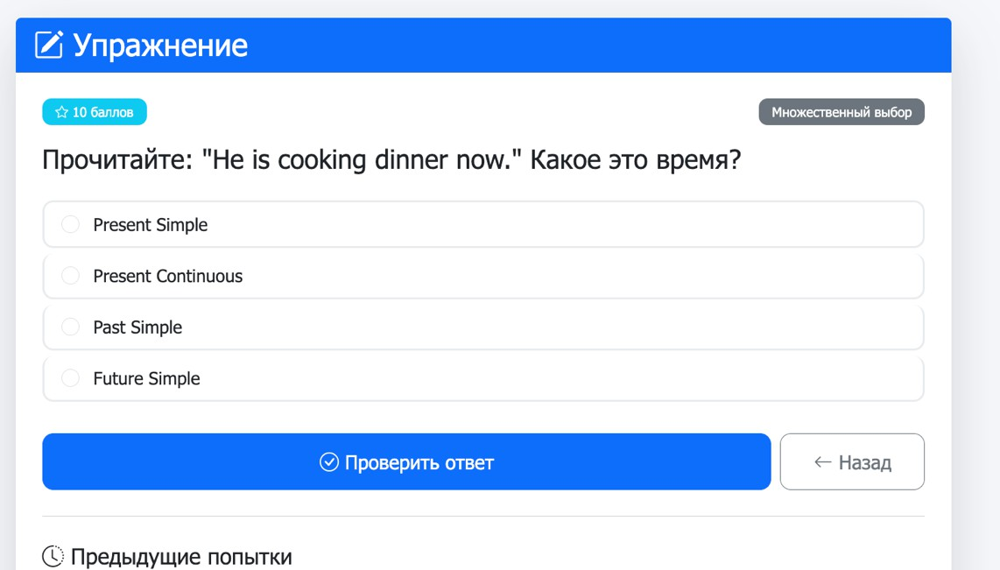 Упражнение
10 баллов
Множественный выбор
Прочитайте: "He is cooking dinner now." Какое это время?
Present Simple
Present Continuous
Past Simple
Future Simple
Проверить ответ
← Назад
Предыдущие попытки